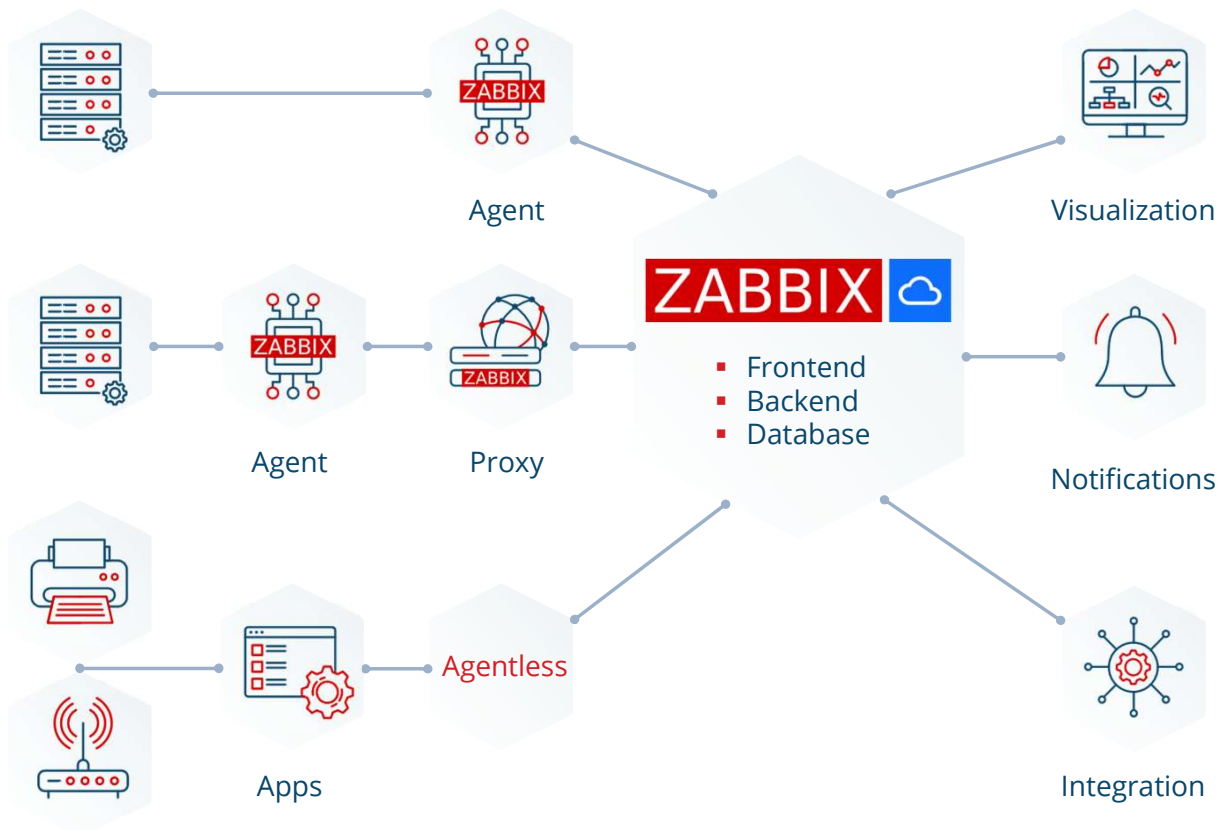 ZABBIX
Agent
Visualization
ZABBIX
ZABBIX
ZABBIX
Frontend
Backend
Database
Agent
Proxy
Notifications
Agentless
Apps
Integration